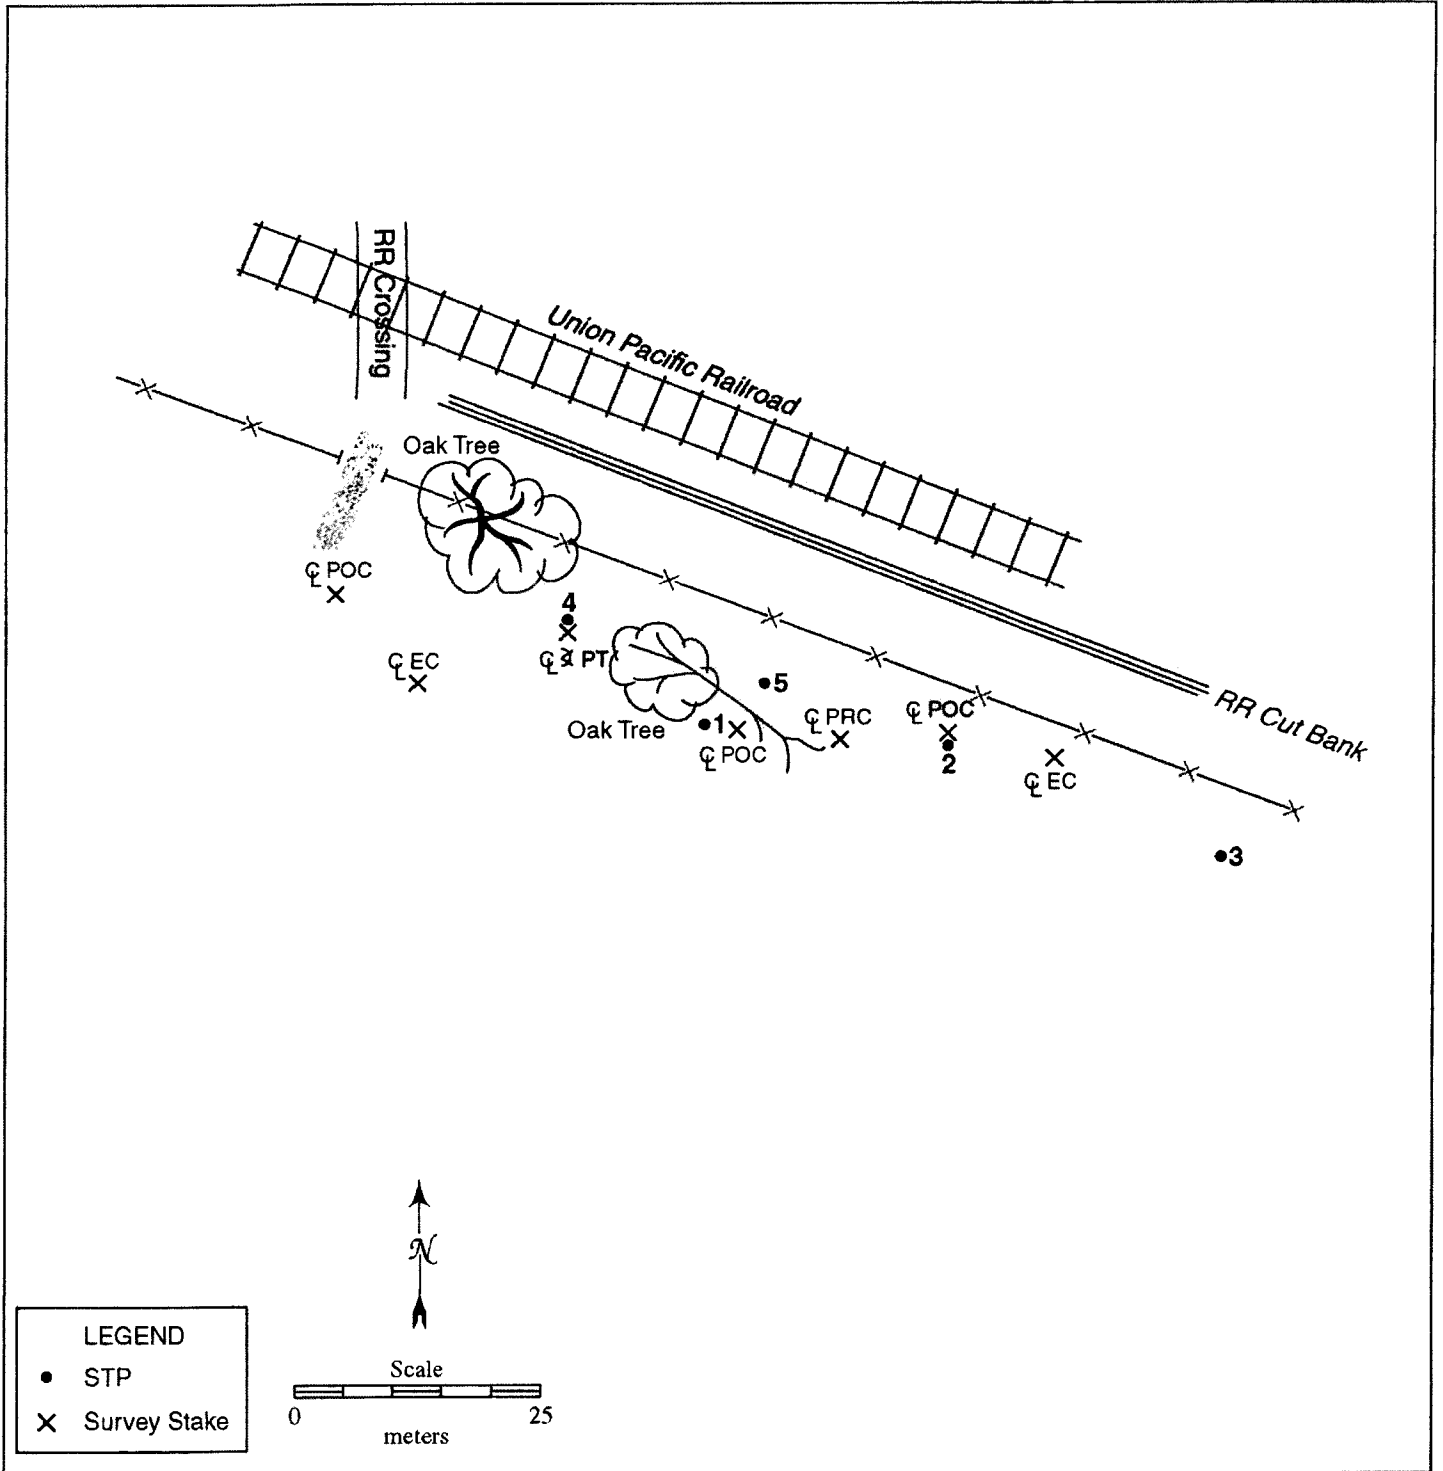 RR Crossing
Union Pacific Railroad
Oak Tree
℄ POC
4
℄ EC
℄ PT
5
Oak Tree
1
℄ POC
℄ PRC
℄ POC
2
℄ EC
RR Cut Bank
3
N
LEGEND
STP
Survey Stake
Scale
0 25
meters